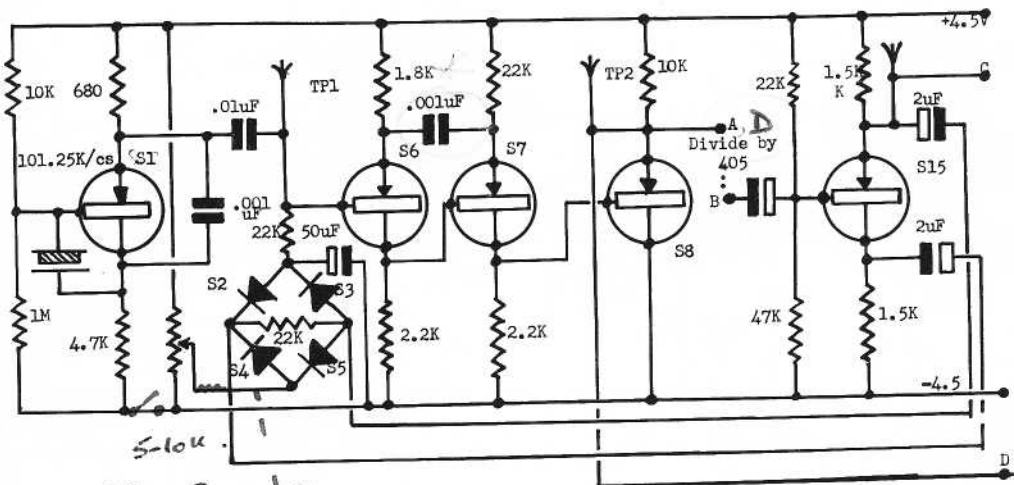 +4.5V
10K
680
.01uF
TP1
1.8K
.001uF
22K
TP2
10K
22K
1.5K
K
C
2uF
101.25K/cs
S1
S6
S7
A
D
Divide by
405
B
S15
.001
uF
22K
50uF
S8
2uF
S2
S3
1M
4.7K
22K
2.2K
2.2K
47K
1.5K
S4
S5
-4.5
5-10K
D